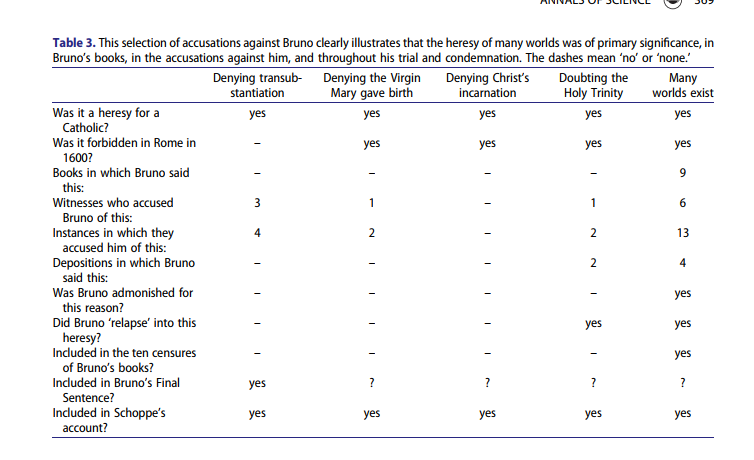 ANNALS OF SCIENCE 569
Table 3. This selection of accusations against Bruno clearly illustrates that the heresy of many worlds was of primary significance, in
Bruno's books, in the accusations against him, and throughout his trial and condemnation. The dashes mean 'no' or 'none.'
Denying transub- Denying the Virgin Denying Christ's Doubting the Many
stantiation Mary gave birth incarnation Holy Trinity worlds exist
Was it a heresy for a yes yes yes yes yes
Catholic?
Was it forbidden in Rome in – yes yes yes yes
1600?
Books in which Bruno said – – – – 9
this:
Witnesses who accused 3 1 – 1 6
Bruno of this:
Instances in which they 4 2 – 2 13
accused him of this:
Depositions in which Bruno – – – 2 4
said this:
Was Bruno admonished for – – – – yes
this reason?
Did Bruno 'relapse' into this – – – yes yes
heresy?
Included in the ten censures – – – – yes
of Bruno's books?
Included in Bruno's Final yes ? ? ? ?
Sentence?
Included in Schoppe's yes yes yes yes yes
account?